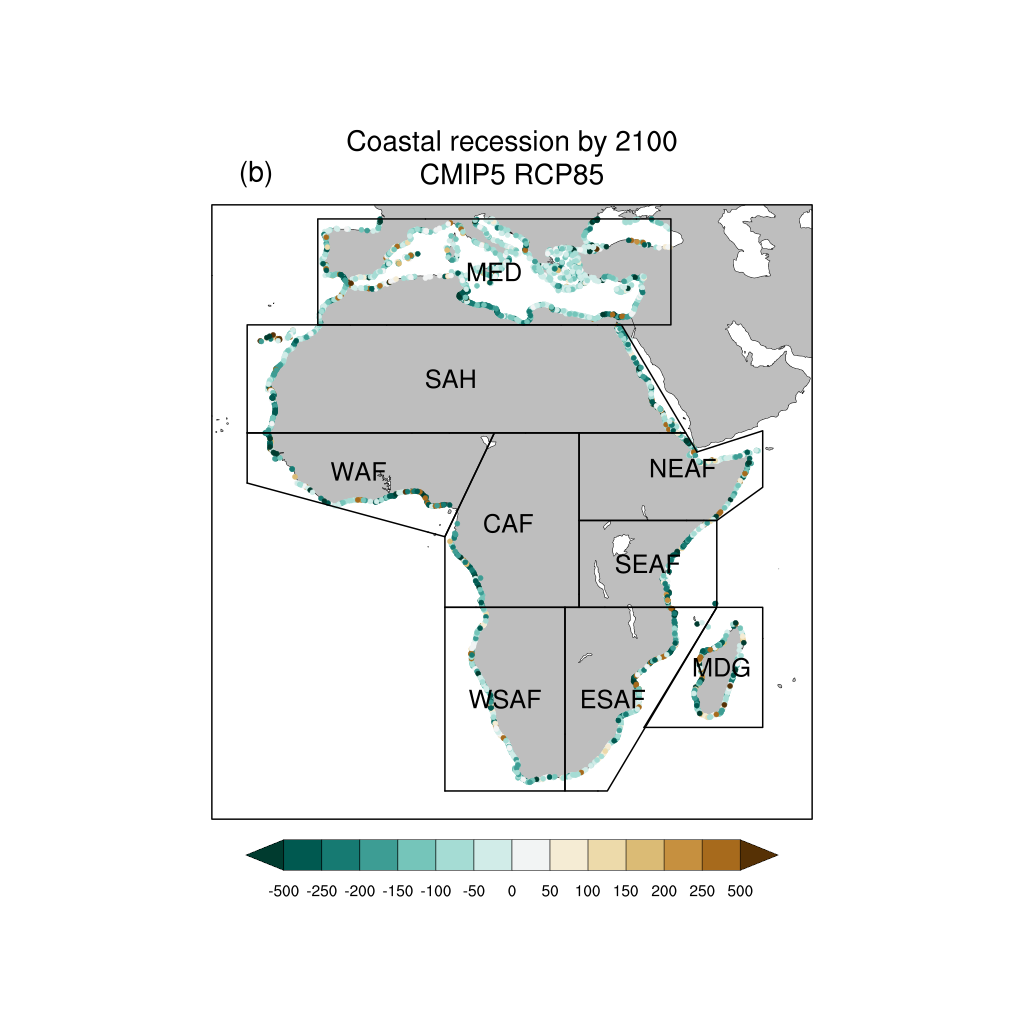 Coastal recession by 2100
(b) CMIP5 RCP85
MED
SAH
WAF
NEAF
CAF
SEAF
MDG
WSAF ESAF
-500 -250 -200 -150 -100 -50 0 50 100 150 200 250 500